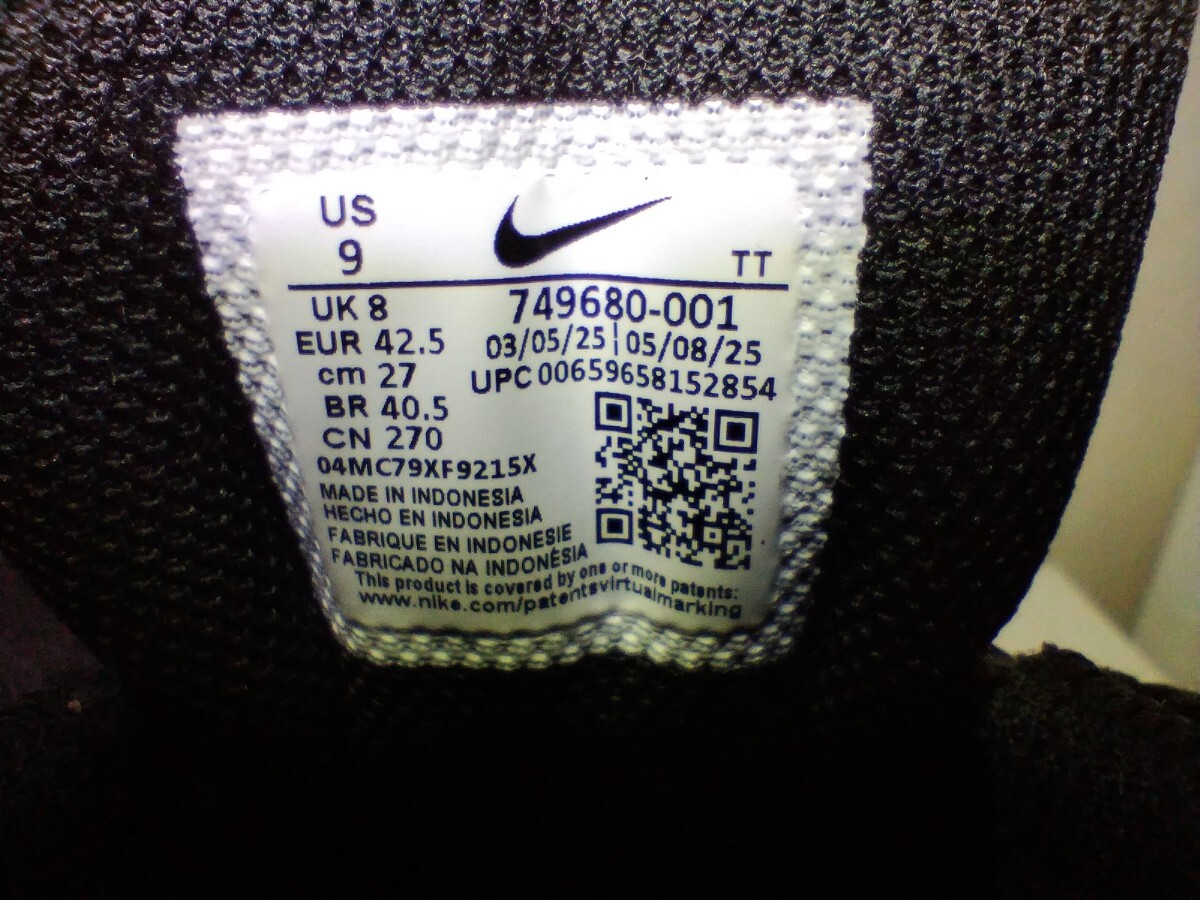 US
9
TT
UK 8
749680-001
EUR 42.5
03/05/25 | 05/08/25
cm 27
UPC 00659658152854
BR 40.5
CN 270
04MC79XF9215X
MADE IN INDONESIA
HECHO EN INDONESIA
FABRIQUE EN INDONESIE
FABRICADO NA INDONÉSIA
This product is covered by one or more patents:
www.nike.com/patentsvirtualmarking